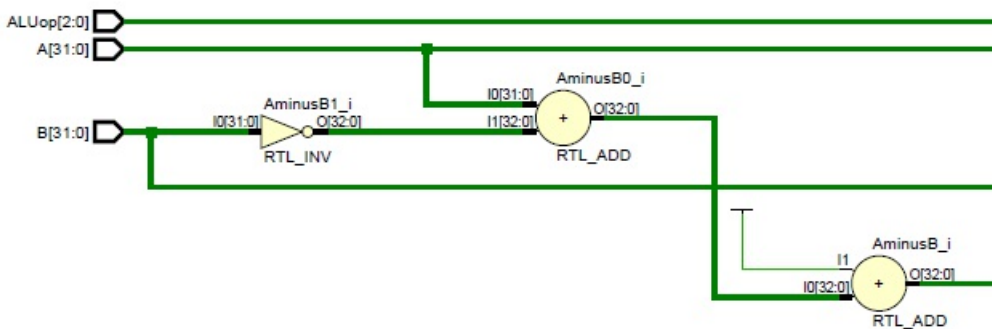 ALUop[2:0]
A[31:0]
AminusB0_i
I0[31:0]
O[32:0]
I1[32:0]
+
RTL_ADD
AminusB1_i
B[31:0]
I0[31:0]
O[32:0]
RTL_INV
AminusB_i
I1
O[32:0]
I0[32:0]
+
RTL_ADD